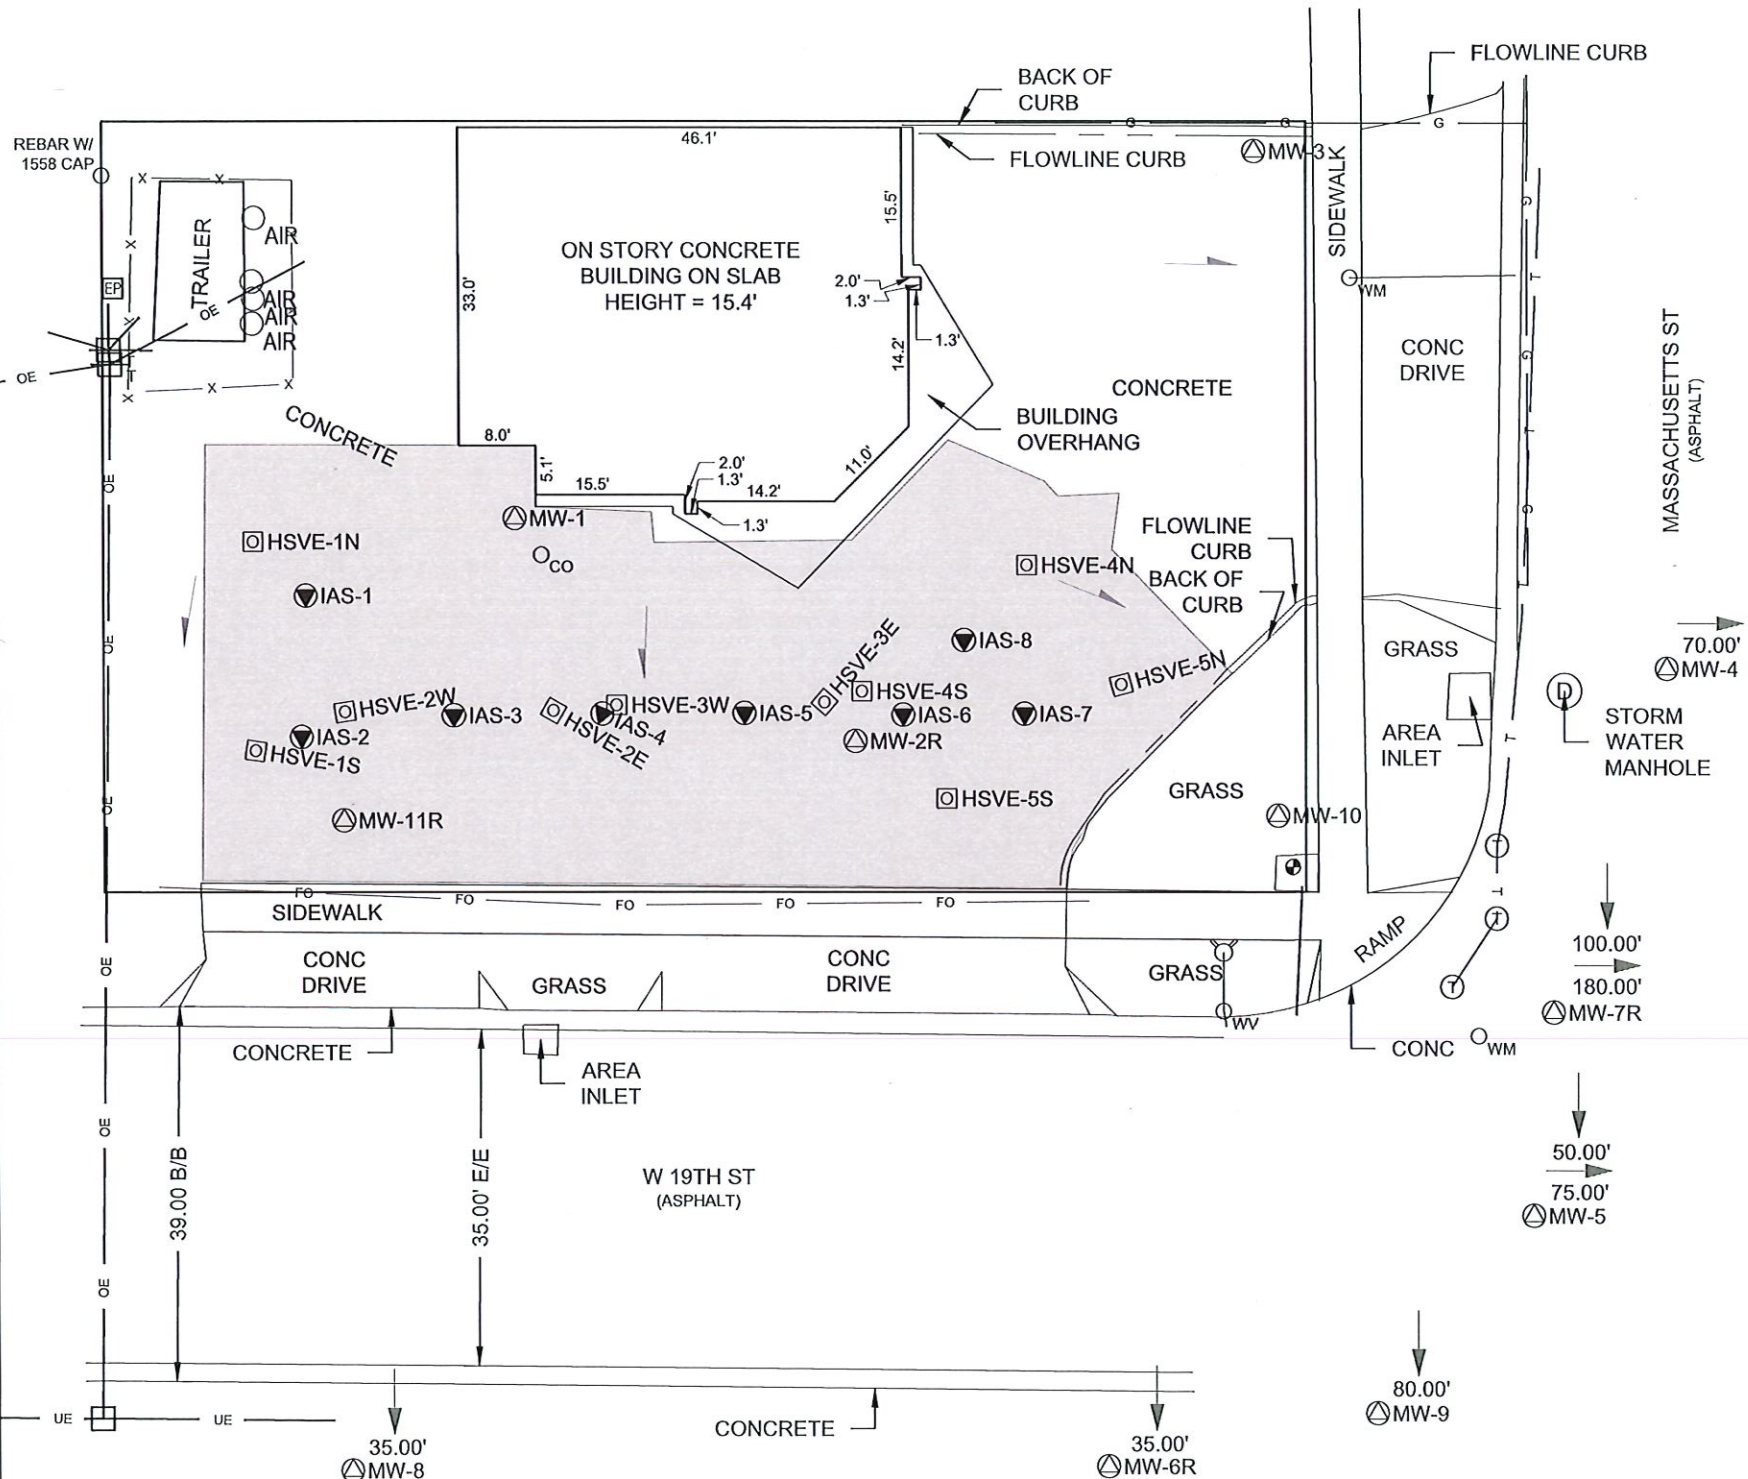 FLOWLINE CURB
BACK OF
CURB
REBAR W/
1558 CAP
46.1'
G
G
G
FLOWLINE CURB
MW-3
SIDEWALK
X
X
AIR
TRAILER
15.5'
G
ON STORY CONCRETE
BUILDING ON SLAB
HEIGHT = 15.4'
X
EP
33.0'
2.0'
1.3'
1.3'
WM
T
AIR
AIR
AIR
OE
X
OE
T
X
X
X
14.2'
CONC
DRIVE
G
MASSACHUSETTS ST
(ASPHALT)
CONCRETE
CONCRETE
BUILDING
OVERHANG
T
8.0'
5.1'
15.5'
2.0'
1.3'
14.2'
1.3'
11.0'
OE
G
MW-1
CO
HSVE-1N
IAS-1
FLOWLINE
CURB
BACK OF
CURB
HSVE-4N
OE
IAS-8
HSVE-3E
GRASS
70.00'
MW-4
HSVE-5N
HSVE-2W
IAS-3
HSVE-3W
IAS-4
HSVE-2E
IAS-5
HSVE-4S
IAS-6
IAS-7
MW-2R
IAS-2
HSVE-1S
D
STORM
WATER
MANHOLE
AREA
INLET
T
OE
MW-11R
HSVE-5S
GRASS
MW-10
T
T
T
T
FO
FO
FO
FO
FO
SIDEWALK
RAMP
100.00'
180.00'
MW-7R
OE
CONC
DRIVE
GRASS
CONC
DRIVE
GRASS
WV
CONC
WM
CONCRETE
AREA
INLET
OE
39.00 B/B
35.00' E/E
W 19TH ST
(ASPHALT)
50.00'
75.00'
MW-5
OE
80.00'
MW-9
UE
UE
35.00'
MW-8
CONCRETE
35.00'
MW-6R